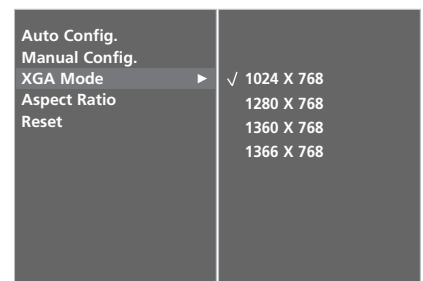 Auto Config.
Manual Config.
XGA Mode ► √ 1024 X 768
Aspect Ratio 1280 X 768
Reset 1360 X 768
1366 X 768